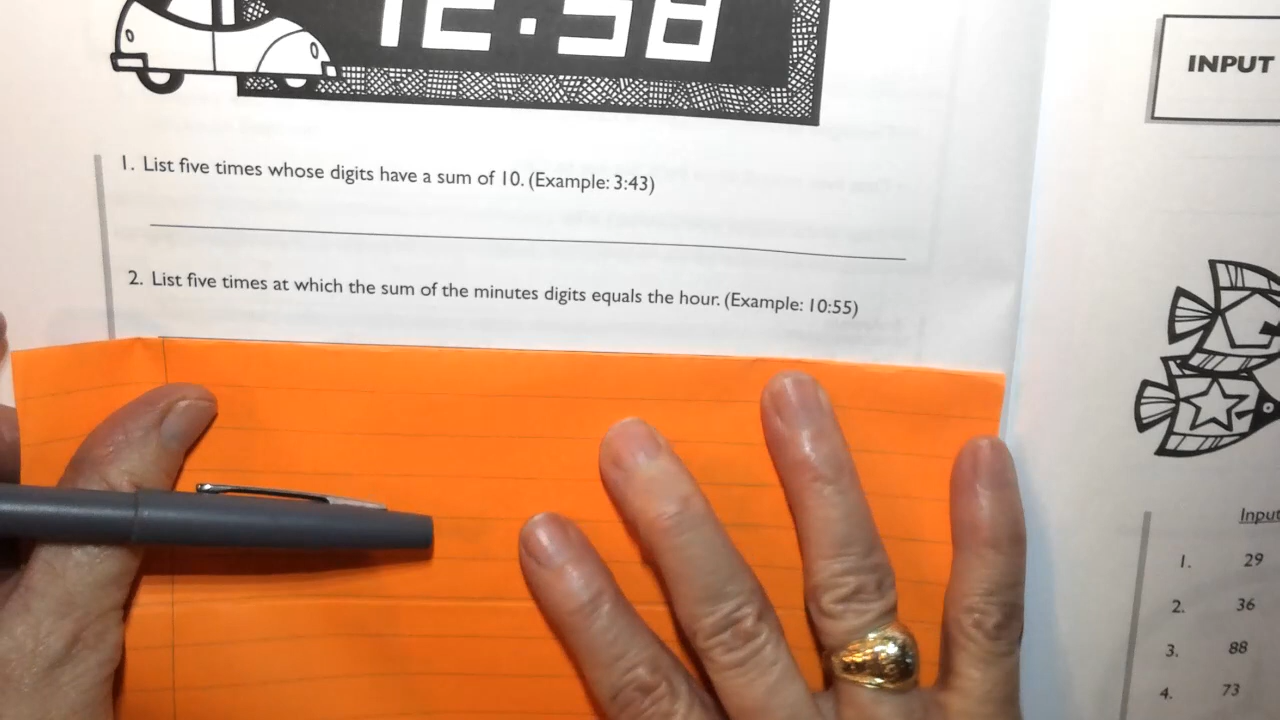 12:58
1. List five times whose digits have a sum of 10. (Example: 3:43)
2. List five times at which the sum of the minutes digits equals the hour. (Example: 10:55)
INPUT
Input
1. 29
2. 36
3. 88
4. 73